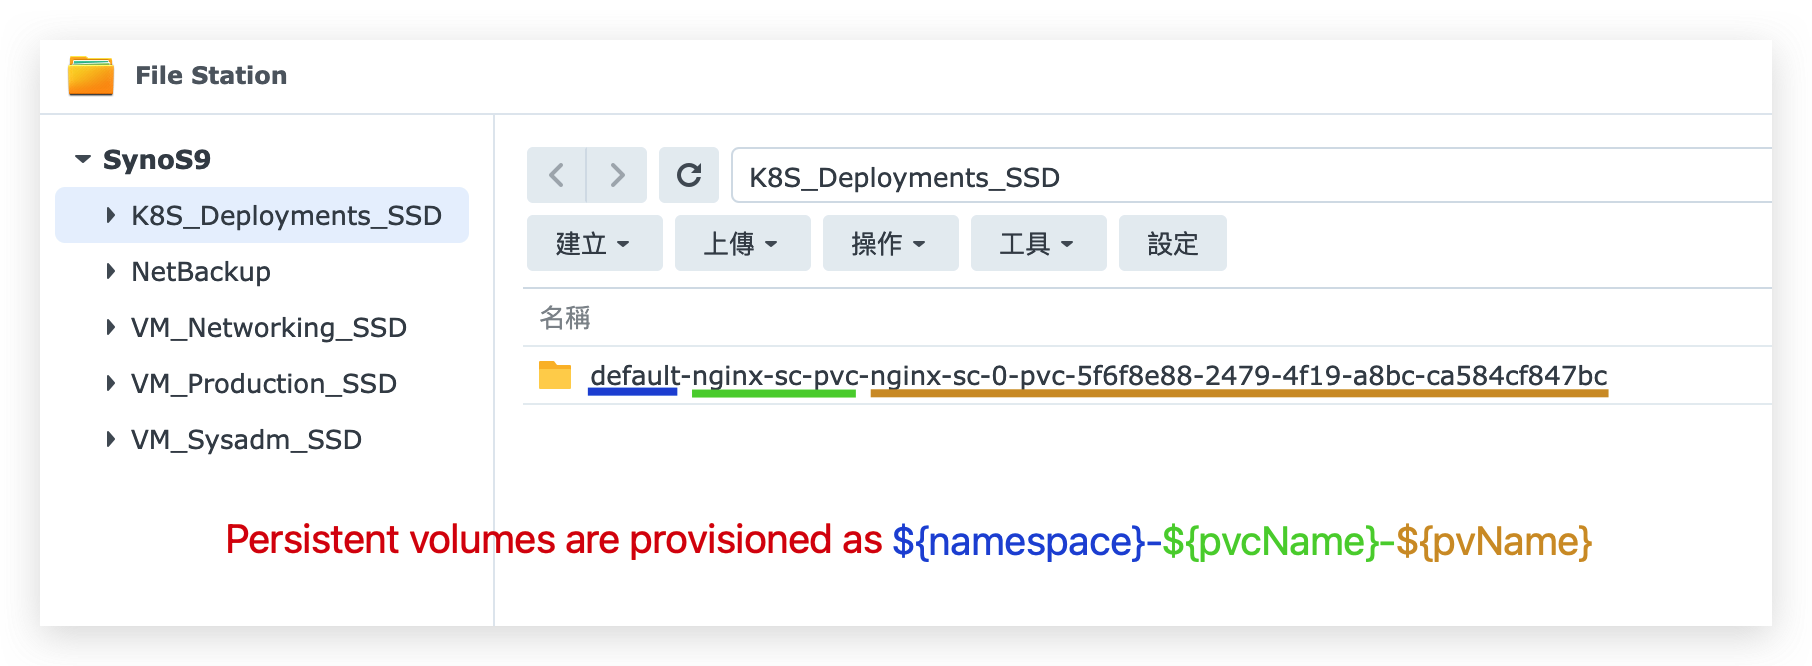 File Station
SynoS9
K8S_Deployments_SSD
NetBackup
VM_Networking_SSD
VM_Production_SSD
VM_Sysadm_SSD
K8S_Deployments_SSD
建立 上傳 操作 工具 設定
名稱
default-nginx-sc-pvc-nginx-sc-0-pvc-5f6f8e88-2479-4f19-a8bc-ca584cf847bc
Persistent volumes are provisioned as ${namespace}-${pvcName}-${pvName}